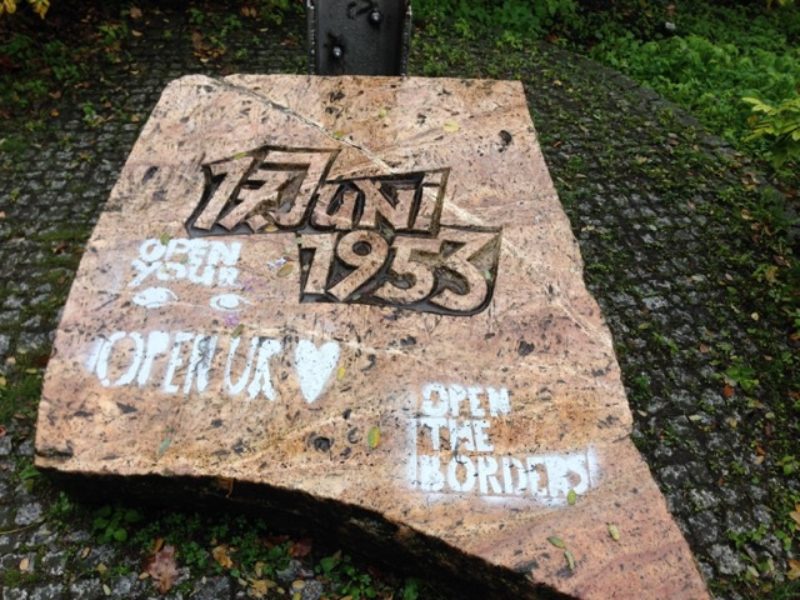 17. Juni
1953
OPEN
YOUR
OPEN UR
OPEN
THE
BORDERS